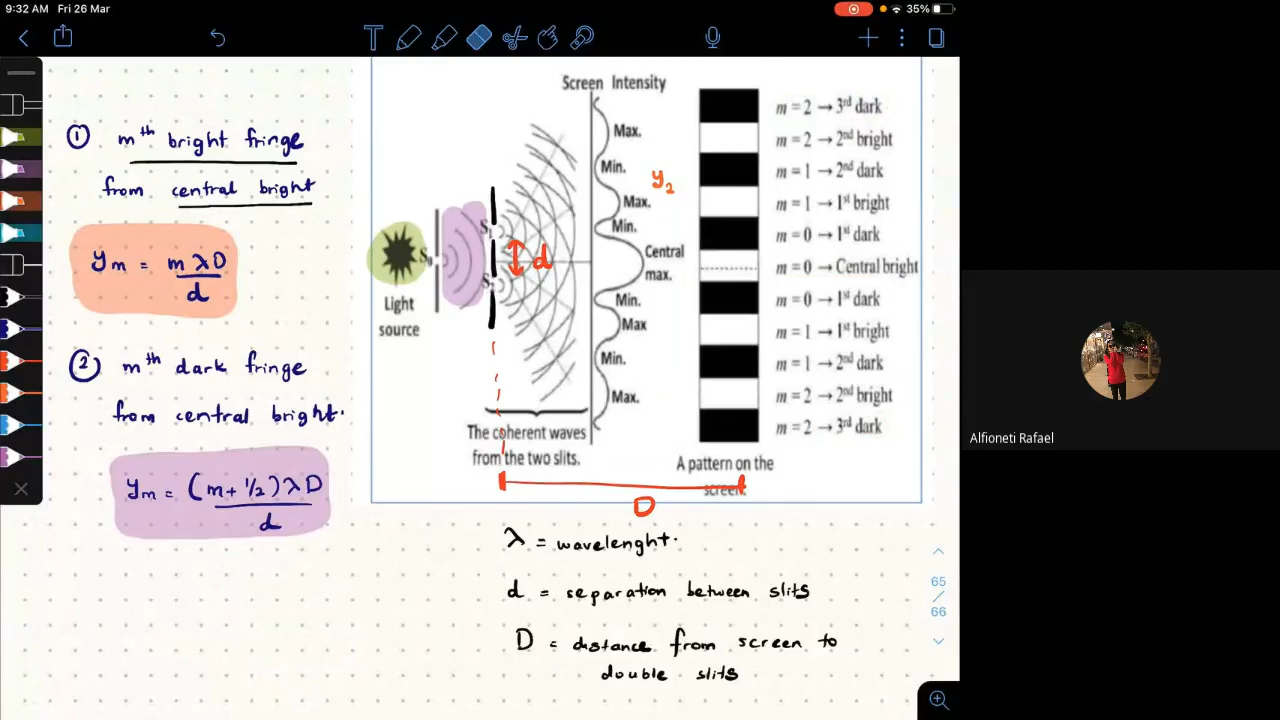 9:32 AM Fri 26 Mar
35%
① mᵗʰ bright fringe
from central bright
yₘ = mλD
d
② mᵗʰ dark fringe
from central bright.
yₘ = (m+1/2)λD
d
Screen Intensity
Max.
Min.
y₂
Max.
Min.
Central
max.
Min.
Max
Min.
Max.
S₀
S₁
S₂
d
Light
source
The coherent waves
from the two slits.
m = 2 → 3ʳᵈ dark
m = 2 → 2ⁿᵈ bright
m = 1 → 2ⁿᵈ dark
m = 1 → 1ˢᵗ bright
m = 0 → 1ˢᵗ dark
m = 0 → Central bright
m = 0 → 1ˢᵗ dark
m = 1 → 1ˢᵗ bright
m = 1 → 2ⁿᵈ dark
m = 2 → 2ⁿᵈ bright
m = 2 → 3ʳᵈ dark
A pattern on the
screen.
D
λ = wavelenght.
d = separation between slits
D = distance from screen to
double slits
65
/
66
Alfioneti Rafael